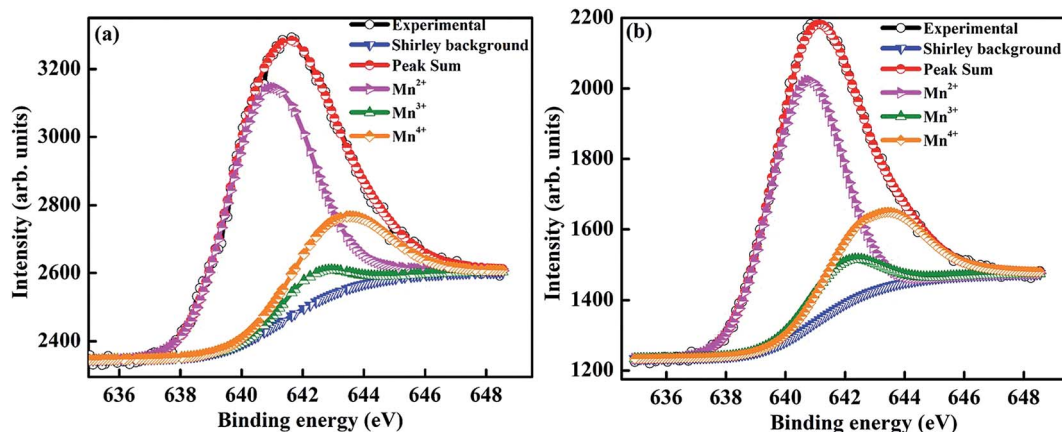 (a)
Experimental
Shirley background
Peak Sum
Mn²⁺
Mn³⁺
Mn⁴⁺
Intensity (arb. units)
3200
3000
2800
2600
2400
636 638 640 642 644 646 648
Binding energy (eV)
(b)
Experimental
Shirley background
Peak Sum
Mn²⁺
Mn³⁺
Mn⁴⁺
Intensity (arb. units)
2200
2000
1800
1600
1400
1200
636 638 640 642 644 646 648
Binding energy (eV)